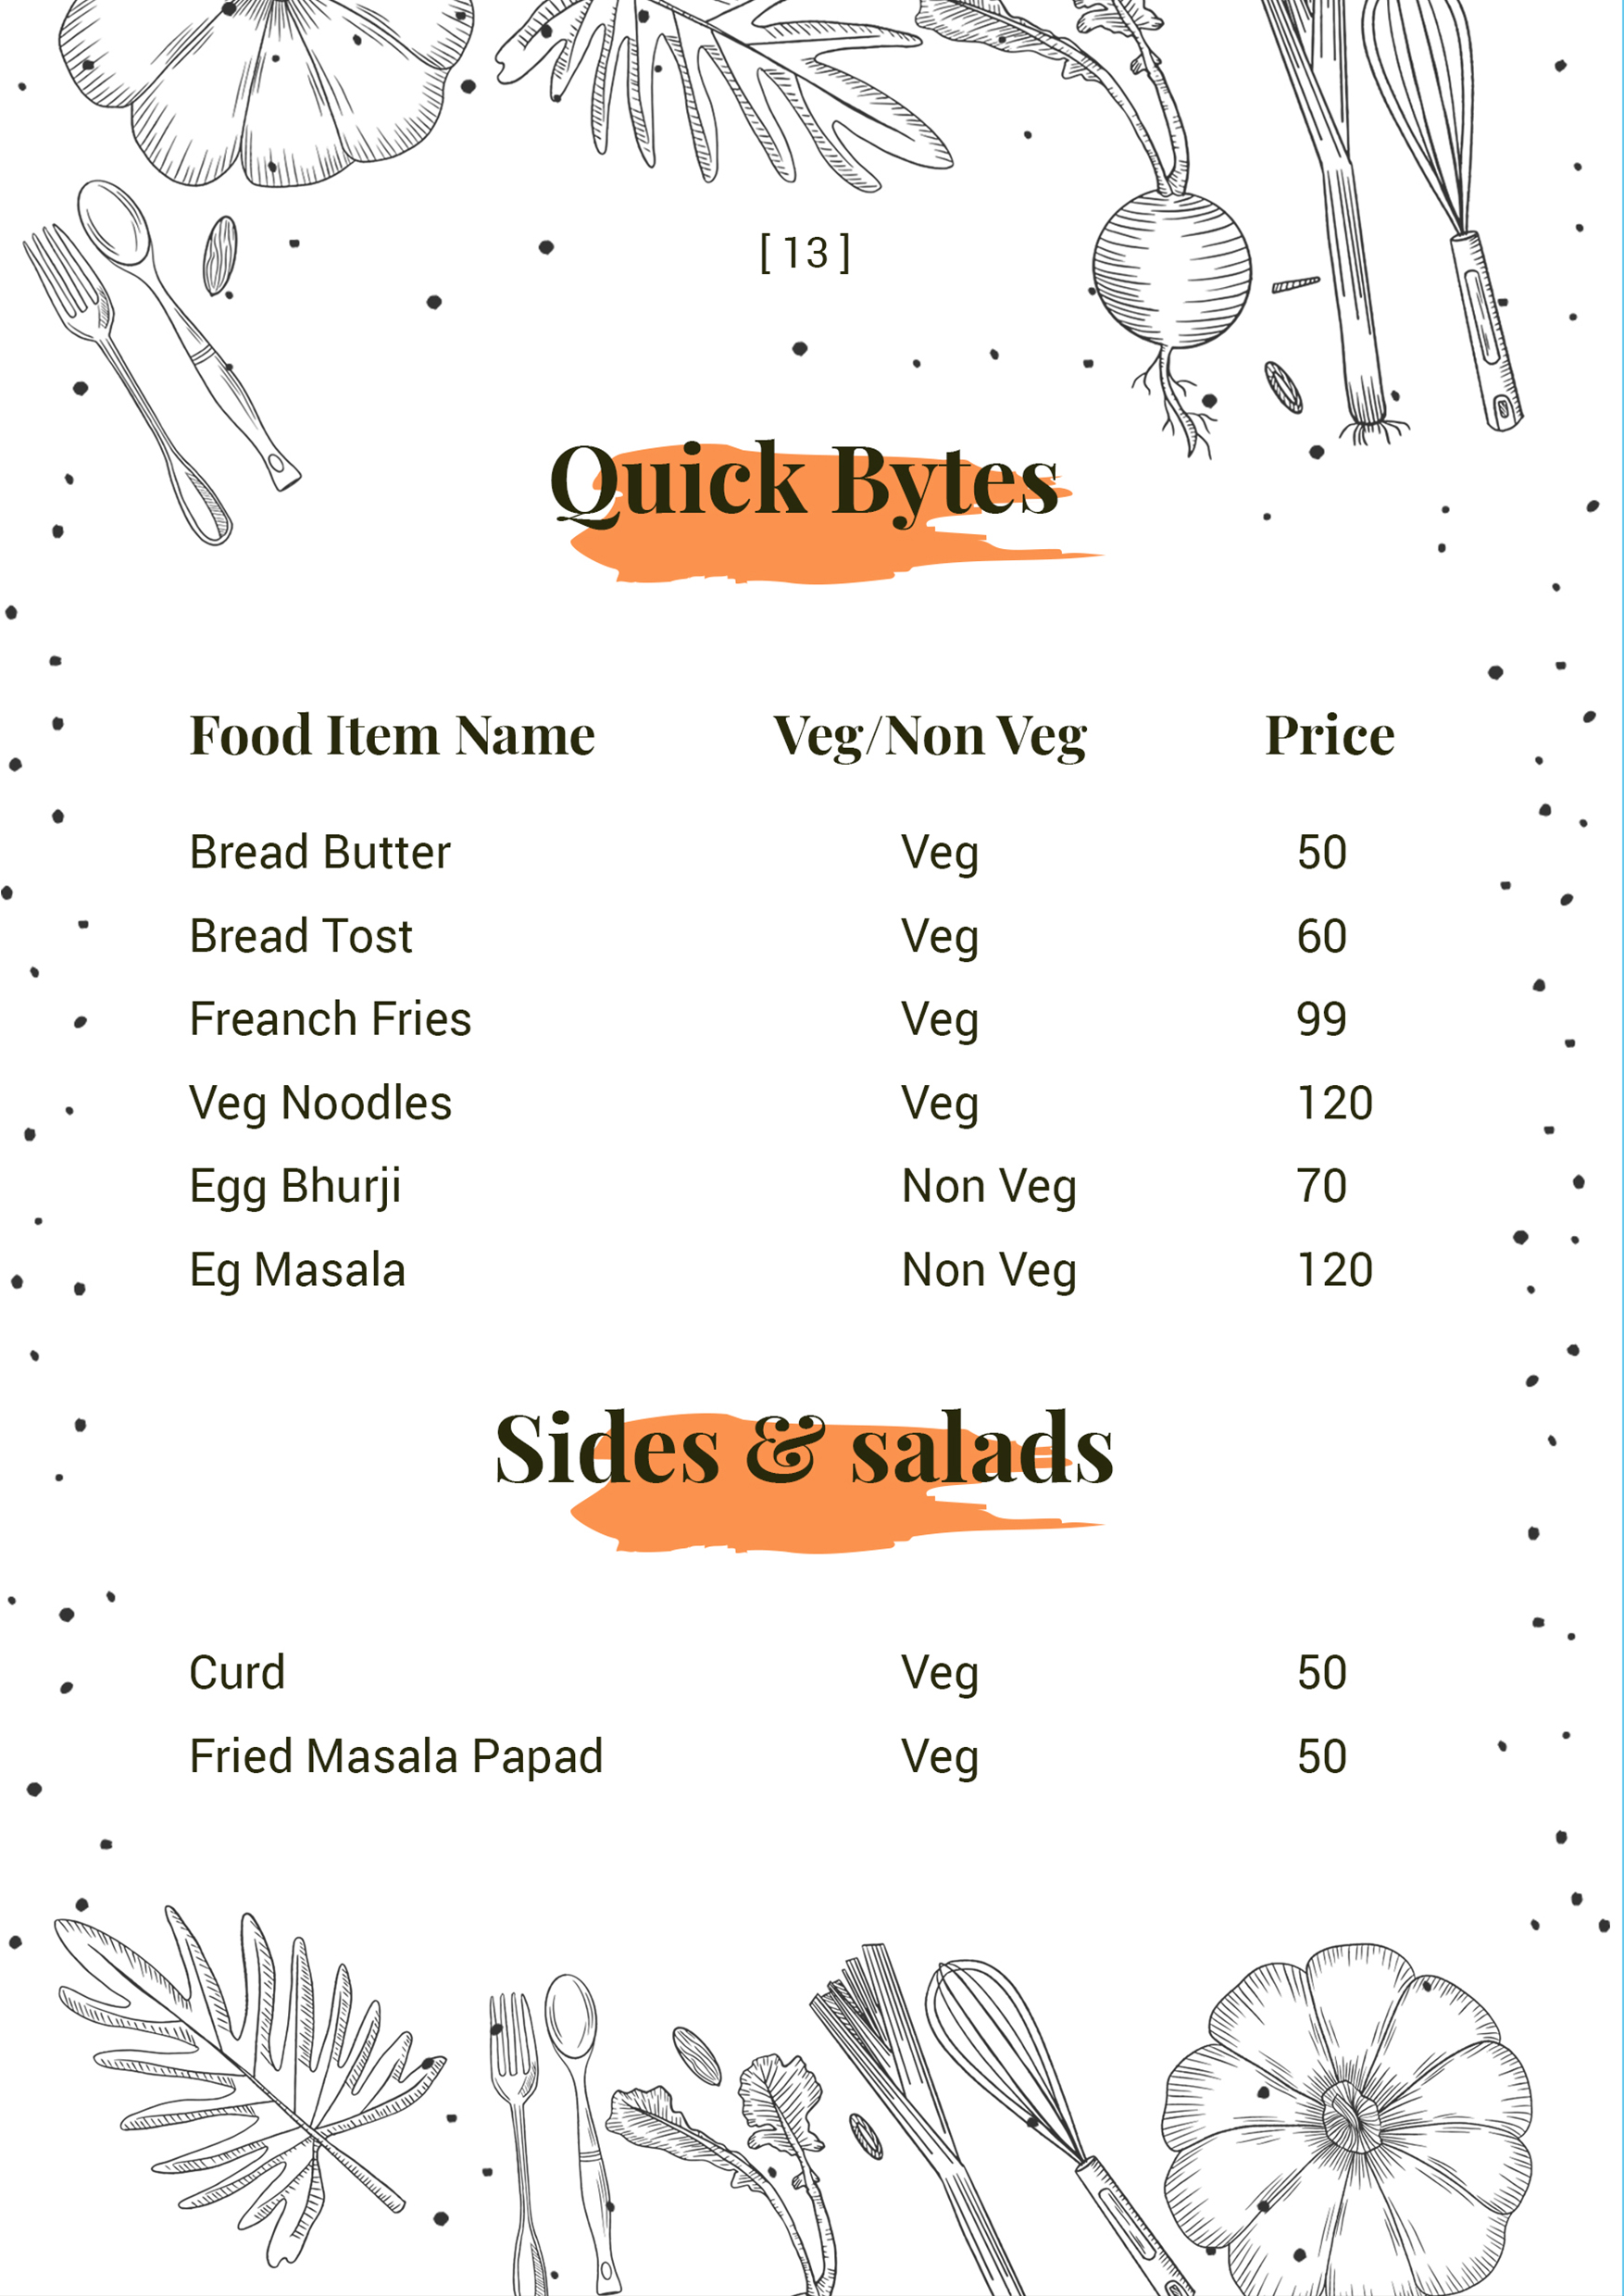 [ 13 ]
Quick Bytes
Food Item Name Veg/Non Veg Price
Bread Butter Veg 50
Bread Tost Veg 60
Freanch Fries Veg 99
Veg Noodles Veg 120
Egg Bhurji Non Veg 70
Eg Masala Non Veg 120
Sides & salads
Curd Veg 50
Fried Masala Papad Veg 50